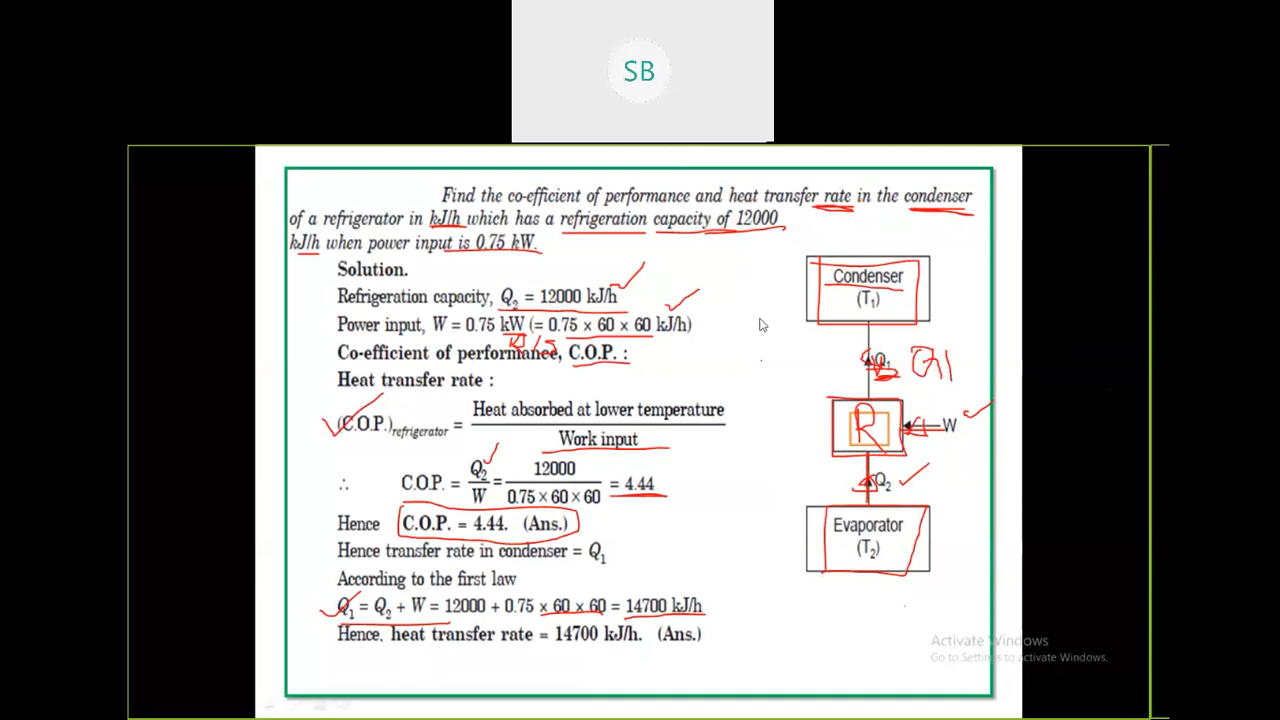 SB
Find the co-efficient of performance and heat transfer rate in the condenser
of a refrigerator in kJ/h which has a refrigeration capacity of 12000
kJ/h when power input is 0.75 kW.
Solution.
Refrigeration capacity, Q₂ = 12000 kJ/h
Power input, W = 0.75 kW (= 0.75 × 60 × 60 kJ/h)
KJ/S
Co-efficient of performance, C.O.P. :
Heat transfer rate :
(C.O.P.)refrigerator = Heat absorbed at lower temperature / Work input
∴ C.O.P. = Q₂/W = 12000 / 0.75 × 60 × 60 = 4.44
Hence C.O.P. = 4.44. (Ans.)
Hence transfer rate in condenser = Q₁
According to the first law
Q₁ = Q₂ + W = 12000 + 0.75 × 60 × 60 = 14700 kJ/h
Hence, heat transfer rate = 14700 kJ/h. (Ans.)
Condenser
(T₁)
Q₁ Q1
R
W
Q₂
Evaporator
(T₂)
Activate Windows
Go to Settings to activate Windows.